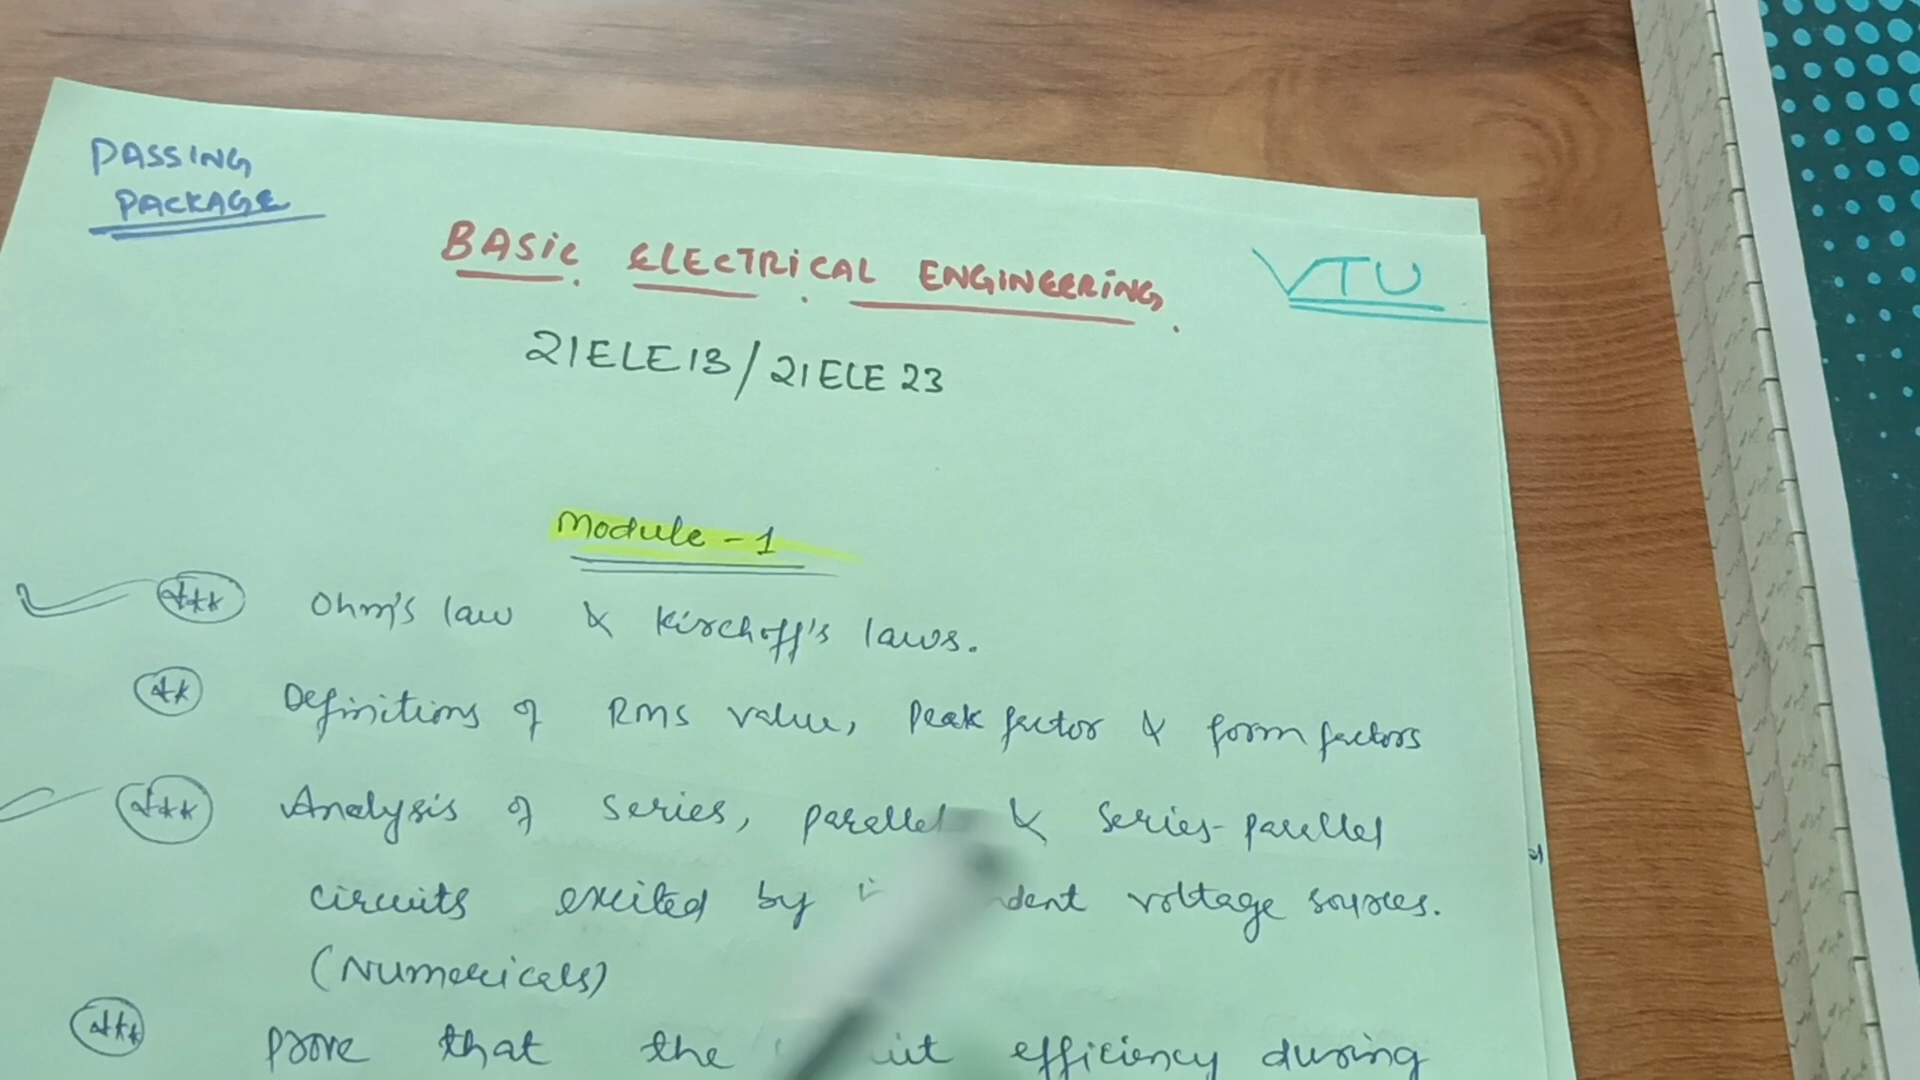 PASSING
PACKAGE
BASIC ELECTRICAL ENGINEERING.
VTU
21ELE13/21ELE23
Module-1
*** Ohm's law & Kirchoff's laws.
** Definitions of RMS value, Peak factor & form factors
*** Analysis of series, parallel & series-parallel
circuits excited by voltage sources.
(Numericals)
*** Prove that the efficiency during